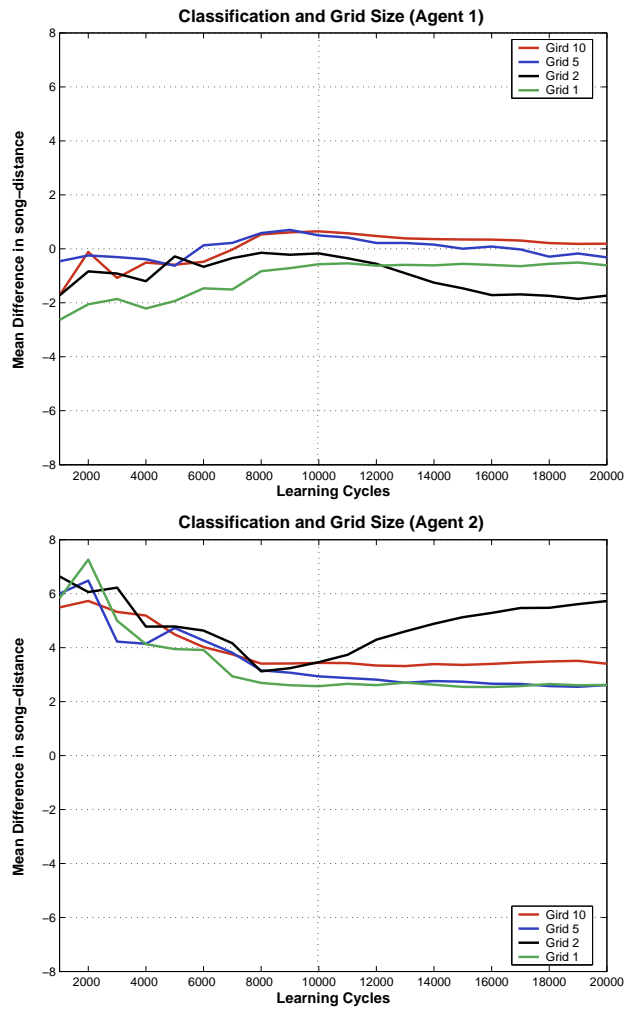 Classification and Grid Size (Agent 1)
8
6
4
2
0
−2
−4
−6
−8
Mean Difference in song−distance
Gird 10
Grid 5
Grid 2
Grid 1
2000 4000 6000 8000 10000 12000 14000 16000 18000 20000
Learning Cycles
Classification and Grid Size (Agent 2)
8
6
4
2
0
−2
−4
−6
−8
Mean Difference in song−distance
Gird 10
Grid 5
Grid 2
Grid 1
2000 4000 6000 8000 10000 12000 14000 16000 18000 20000
Learning Cycles